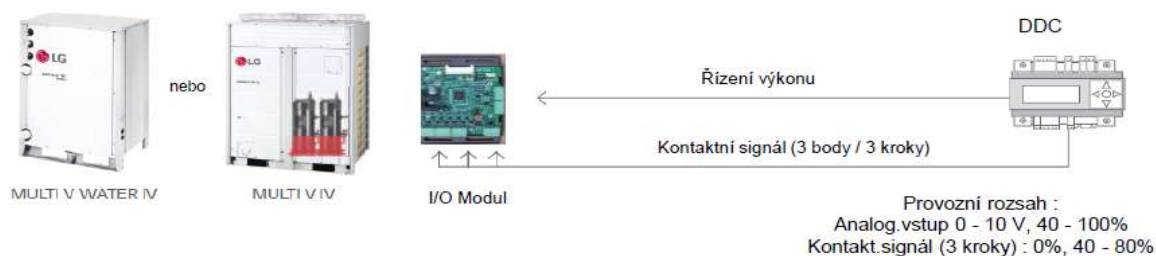 DDC
LG
nebo
LG
Řízení výkonu
Kontaktní signál (3 body / 3 kroky)
MULTI V WATER IV
MULTI V IV
I/O Modul
Provozní rozsah :
Analog.vstup 0 - 10 V, 40 - 100%
Kontakt.signál (3 kroky) : 0%, 40 - 80%